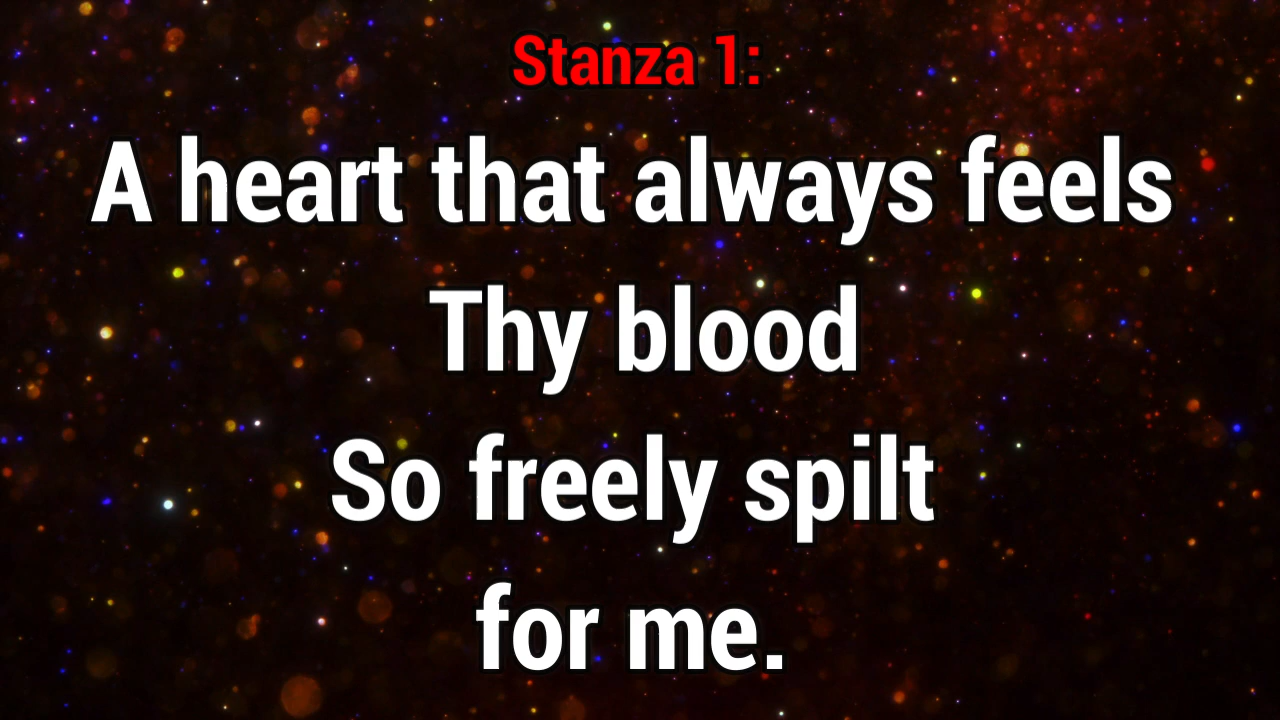 Stanza 1:
A heart that always feels
Thy blood
So freely spilt
for me.